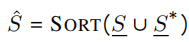 Ŝ = SORT(S̲ ∪ S̲*)